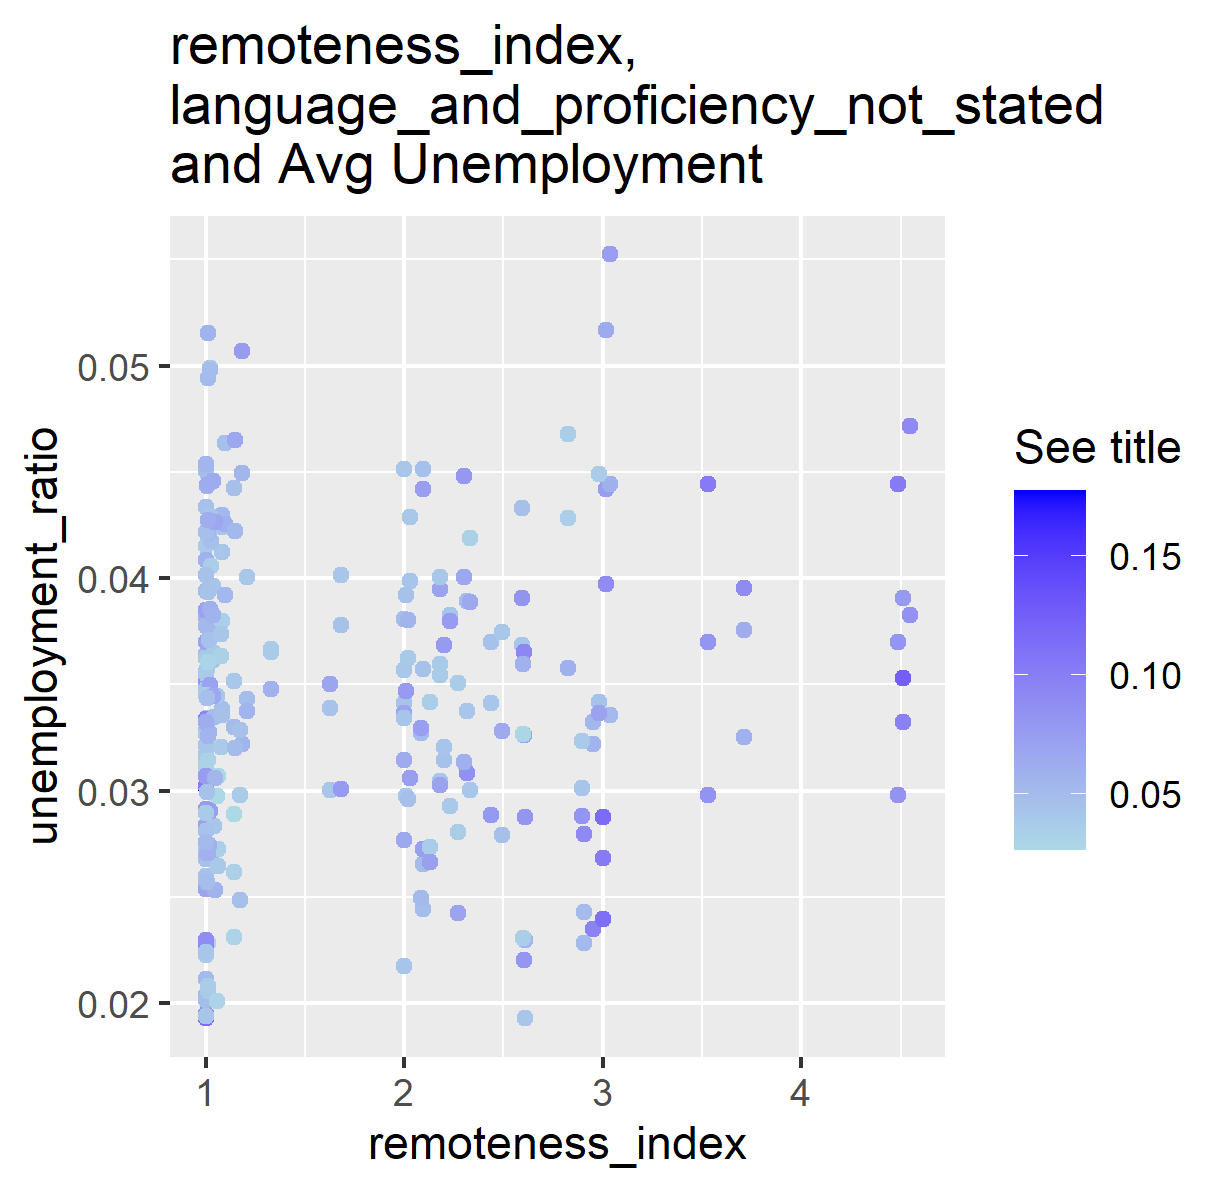 remoteness_index,
language_and_proficiency_not_stated
and Avg Unemployment
unemployment_ratio
0.05
0.04
0.03
0.02
1
2
3
4
remoteness_index
See title
0.15
0.10
0.05